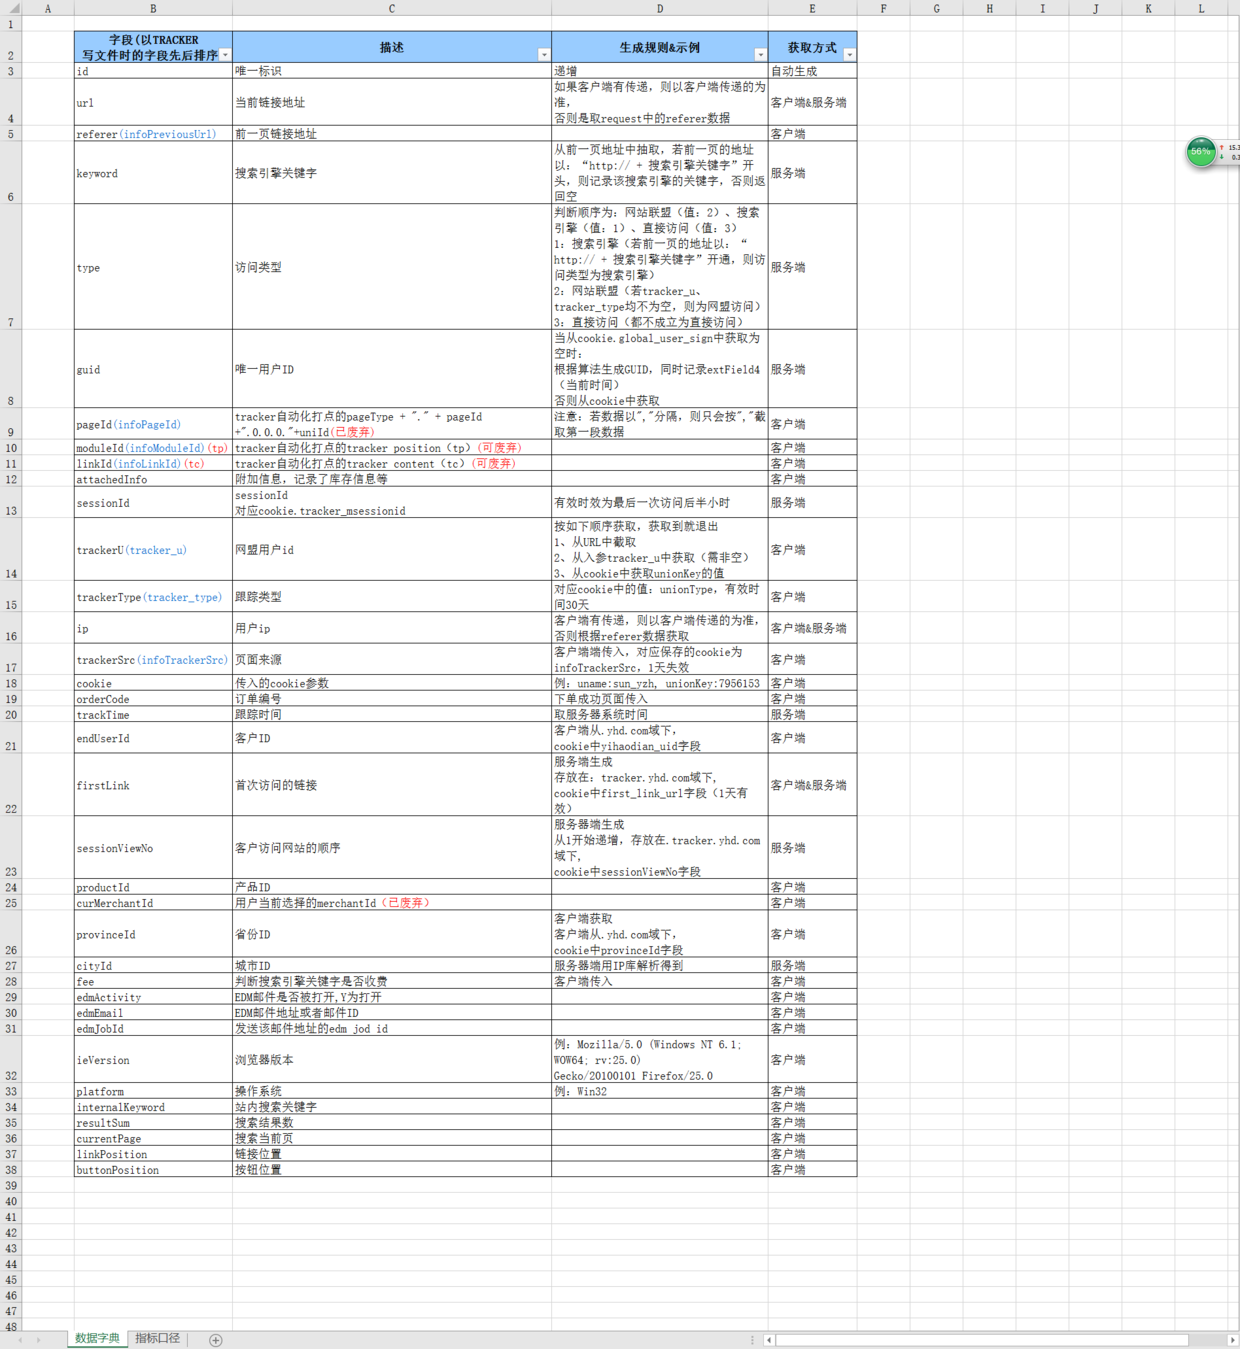 A B C D E F G H I J K L
1
2 字段(以TRACKER
写文件时的字段先后排序 描述 生成规则&示例 获取方式
3 id 唯一标识 递增 自动生成
4 url 当前链接地址 如果客户端有传递，则以客户端传递的为
准，
否则是取request中的referer数据 客户端&服务端
5 referer(infoPreviousUrl) 前一页链接地址 客户端
6 keyword 搜索引擎关键字 从前一页地址中抽取，若前一页的地址
以：“http:// + 搜索引擎关键字”开
头，则记录该搜索引擎的关键字，否则返
回空 服务端
7 type 访问类型 判断顺序为：网站联盟（值：2）、搜索
引擎（值：1）、直接访问（值：3）
1：搜索引擎（若前一页的地址以：“
http:// + 搜索引擎关键字”开通，则访
问类型为搜索引擎）
2：网站联盟（若tracker_u、
tracker_type均不为空，则为网盟访问）
3：直接访问（都不成立为直接访问） 服务端
8 guid 唯一用户ID 当从cookie.global_user_sign中获取为
空时：
根据算法生成GUID，同时记录extField4
（当前时间）
否则从cookie中获取 服务端
9 pageId(infoPageId) tracker自动化打点的pageType + "." + pageId
+".0.0.0."+uniId(已废弃) 注意：若数据以","分隔，则只会按","截
取第一段数据 客户端
10 moduleId(infoModuleId)(tp) tracker自动化打点的tracker position（tp）(可废弃) 客户端
11 linkId(infoLinkId)(tc) tracker自动化打点的tracker content（tc）(可废弃) 客户端
12 attachedInfo 附加信息，记录了库存信息等 客户端
13 sessionId sessionId
对应cookie.tracker_msessionid 有效时效为最后一次访问后半小时 服务端
14 trackerU(tracker_u) 网盟用户id 按如下顺序获取，获取到就退出
1、从URL中截取
2、从入参tracker_u中获取（需非空）
3、从cookie中获取unionKey的值 客户端
15 trackerType(tracker_type) 跟踪类型 对应cookie中的值：unionType，有效时
间30天 客户端
16 ip 用户ip 客户端有传递，则以客户端传递的为准，
否则根据referer数据获取 客户端&服务端
17 trackerSrc(infoTrackerSrc) 页面来源 客户端端传入，对应保存的cookie为
infoTrackerSrc，1天失效 客户端
18 cookie 传入的cookie参数 例：uname:sun_yzh, unionKey:7956153 客户端
19 orderCode 订单编号 下单成功页面传入 客户端
20 trackTime 跟踪时间 取服务器系统时间 服务端
21 endUserId 客户ID 客户端从.yhd.com域下，
cookie中yihaodian_uid字段 客户端
22 firstLink 首次访问的链接 服务端生成
存放在：tracker.yhd.com域下，
cookie中first_link_url字段（1天有
效） 客户端&服务端
23 sessionViewNo 客户访问网站的顺序 服务器端生成
从1开始递增，存放在.tracker.yhd.com
域下，
cookie中sessionViewNo字段 服务端
24 productId 产品ID 客户端
25 curMerchantId 用户当前选择的merchantId（已废弃） 客户端
26 provinceId 省份ID 客户端获取
客户端从.yhd.com域下，
cookie中provinceId字段 客户端
27 cityId 城市ID 服务器端用IP库解析得到 服务端
28 fee 判断搜索引擎关键字是否收费 客户端传入 客户端
29 edmActivity EDM邮件是否被打开,Y为打开 客户端
30 edmEmail EDM邮件地址或者邮件ID 客户端
31 edmJobId 发送该邮件地址的edm jod id 客户端
32 ieVersion 浏览器版本 例：Mozilla/5.0 (Windows NT 6.1;
WOW64; rv:25.0)
Gecko/20100101 Firefox/25.0 客户端
33 platform 操作系统 例：Win32 客户端
34 internalKeyword 站内搜索关键字 客户端
35 resultSum 搜索结果数 客户端
36 currentPage 搜索当前页 客户端
37 linkPosition 链接位置 客户端
38 buttonPosition 按钮位置 客户端
39
40
41
42
43
44
45
46
47
48
56%
15.3
0.3
数据字典 指标口径